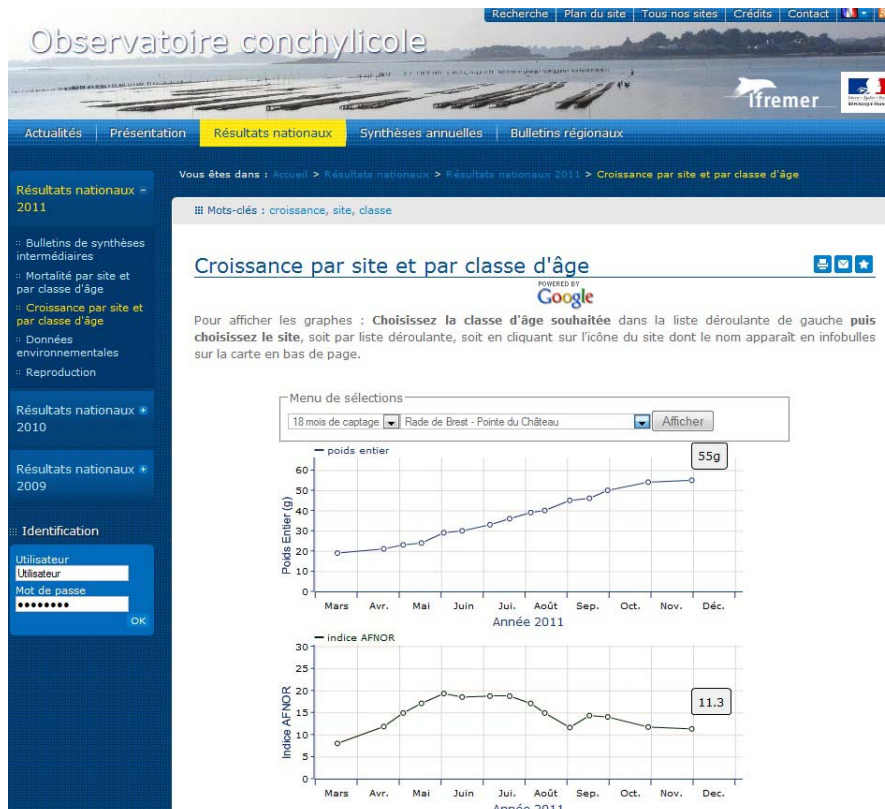 Recherche | Plan du site | Tous nos sites | Crédits | Contact
Observatoire conchylicole
Ifremer
Actualités | Présentation | Résultats nationaux | Synthèses annuelles | Bulletins régionaux
Vous êtes dans : Accueil > Résultats nationaux > Résultats nationaux 2011 > Croissance par site et par classe d'âge
Résultats nationaux -
2011
Bulletins de synthèses
intermédiaires
Mortalité par site et
par classe d'âge
Croissance par site et
par classe d'âge
Données
environnementales
Reproduction
Résultats nationaux +
2010
Résultats nationaux +
2009
Identification
Utilisateur
Utilisateur
Mot de passe
●●●●●●●●
OK
Mots-clés : croissance, site, classe
Croissance par site et par classe d'âge
POWERED BY
Google
Pour afficher les graphes : Choisissez la classe d'âge souhaitée dans la liste déroulante de gauche puis
choisissez le site, soit par liste déroulante, soit en cliquant sur l'icône du site dont le nom apparaît en infobulles
sur la carte en bas de page.
Menu de sélections
18 mois de captage Rade de Brest - Pointe du Château Afficher
poids entier
55g
60
50
40
30
20
10
0
Poids Entier (g)
Mars Avr. Mai Juin Jui. Août Sep. Oct. Nov. Déc.
Année 2011
indice AFNOR
30
25
20
15
10
5
0
11.3
Indice AFNOR
Mars Avr. Mai Juin Jui. Août Sep. Oct. Nov. Dec.
Année 2011